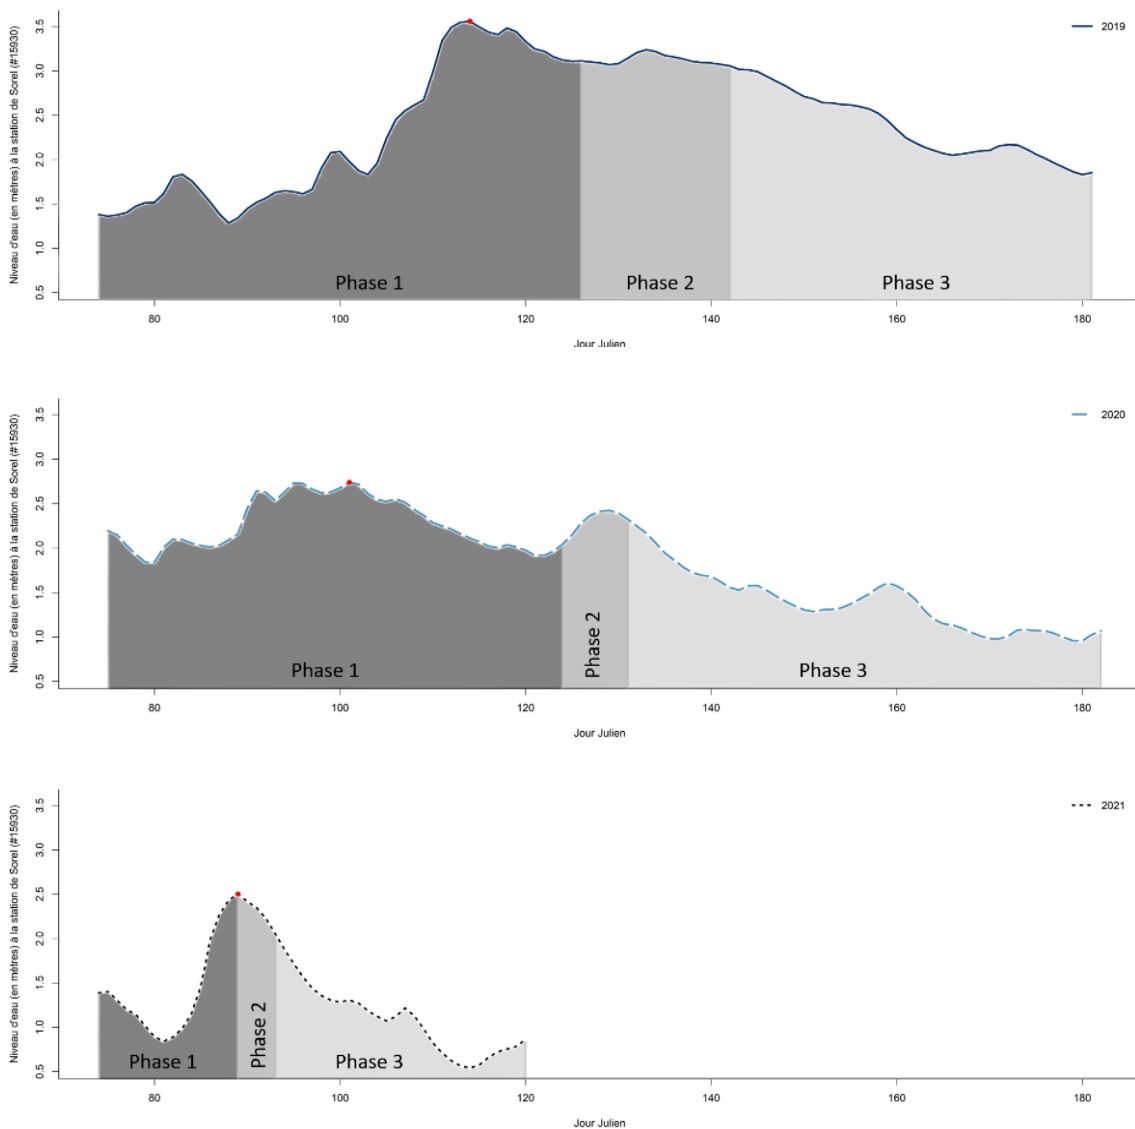 Niveau d'eau (en mètres) à la station de Sorel (#15930)
3.5
3.0
2.5
2.0
1.5
1.0
0.5
2019
Phase 1
Phase 2
Phase 3
80
100
120
140
160
180
Jour Julien
Niveau d'eau (en mètres) à la station de Sorel (#15930)
3.5
3.0
2.5
2.0
1.5
1.0
0.5
2020
Phase 1
Phase 2
Phase 3
80
100
120
140
160
180
Jour Julien
Niveau d'eau (en mètres) à la station de Sorel (#15930)
3.5
3.0
2.5
2.0
1.5
1.0
0.5
2021
Phase 1
Phase 2
Phase 3
80
100
120
140
160
180
Jour Julien